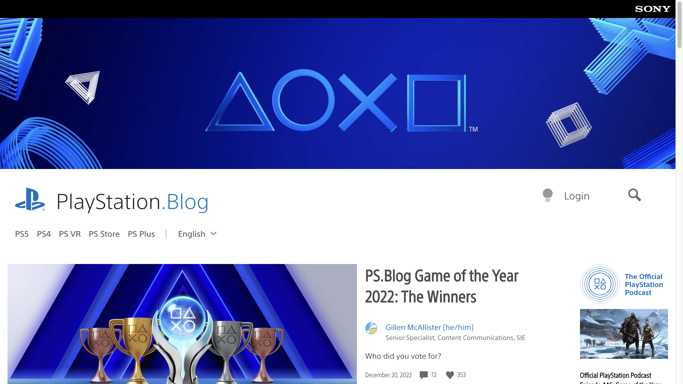 SONY
TM
PlayStation.Blog
Login
PS5 PS4 PS VR PS Store PS Plus English
PS.Blog Game of the Year
2022: The Winners
Gillen McAllister (he/him)
Senior Specialist, Content Communications, SIE
Who did you vote for?
December 20, 2022 72 353
The Official
PlayStation
Podcast
Official PlayStation Podcast